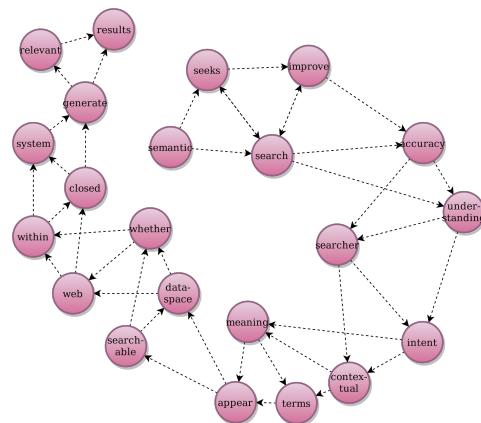 results
relevant
seeks
improve
generate
system
semantic
search
accuracy
closed
under-
standing
within
whether
searcher
web
data-
space
meaning
search-
able
intent
contex-
tual
appear
terms